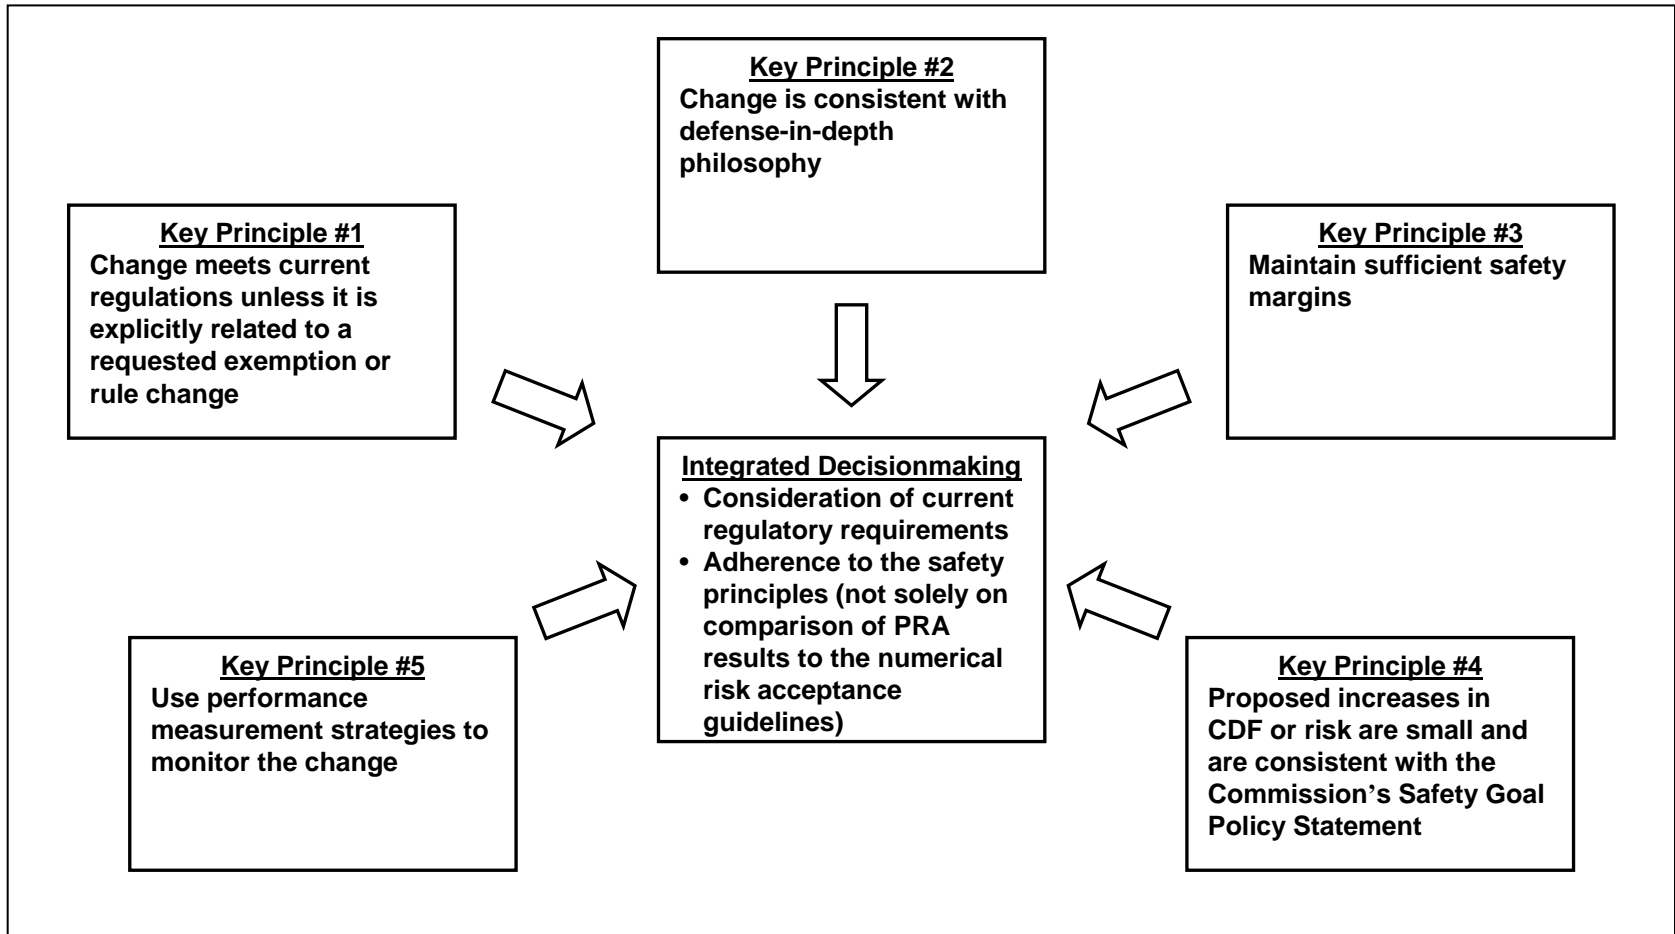 Key Principle #2
Change is consistent with
defense-in-depth
philosophy
Key Principle #1
Change meets current
regulations unless it is
explicitly related to a
requested exemption or
rule change
Key Principle #3
Maintain sufficient safety
margins
Integrated Decisionmaking
• Consideration of current
regulatory requirements
• Adherence to the safety
principles (not solely on
comparison of PRA
results to the numerical
risk acceptance
guidelines)
Key Principle #5
Use performance
measurement strategies to
monitor the change
Key Principle #4
Proposed increases in
CDF or risk are small and
are consistent with the
Commission’s Safety Goal
Policy Statement